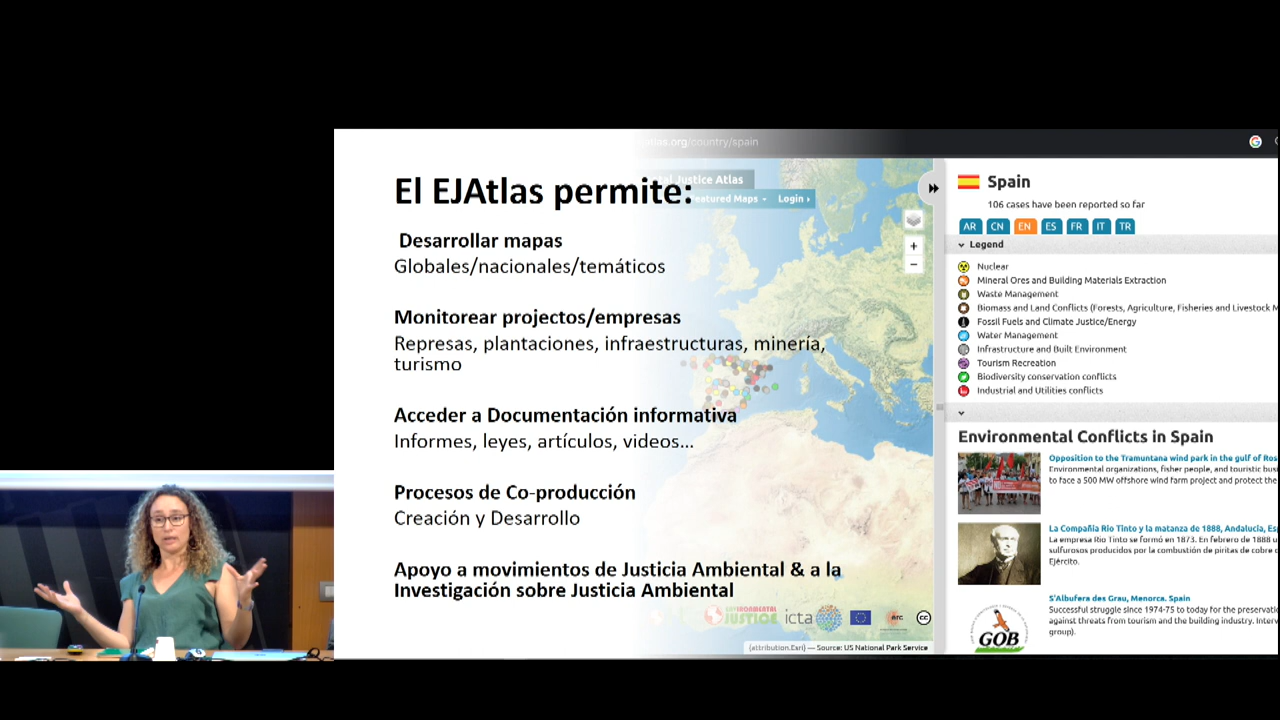 atlas.org/country/spain
El EJAtlas permite:
Desarrollar mapas
Globales/nacionales/temáticos
Monitorear projectos/empresas
Represas, plantaciones, infraestructuras, minería,
turismo
Acceder a Documentación informativa
Informes, leyes, artículos, videos...
Procesos de Co-producción
Creación y Desarrollo
Apoyo a movimientos de Justicia Ambiental & a la
Investigación sobre Justicia Ambiental
Justice Atlas
Featured Maps
Login
+
−
ENVIRONMENTAL
JUSTICE
icta
erc
cc
(attribution.Esri) — Source: US National Park Service
Spain
106 cases have been reported so far
AR CN EN ES FR IT TR
Legend
Nuclear
Mineral Ores and Building Materials Extraction
Waste Management
Biomass and Land Conflicts (Forests, Agriculture, Fisheries and Livestock M
Fossil Fuels and Climate Justice/Energy
Water Management
Infrastructure and Built Environment
Tourism Recreation
Biodiversity conservation conflicts
Industrial and Utilities conflicts
Environmental Conflicts in Spain
Opposition to the Tramuntana wind park in the gulf of Ros
Environmental organizations, fisher people, and touristic bus
to face a 500 MW offshore wind farm project and protect the
La Compañia Rio Tinto y la matanza de 1888, Andalucia, Es
La empresa Rio Tinto se formó en 1873. En febrero de 1888 u
sulfurosos producidos por la combustión de piritas de cobre
Ejército.
S'Albufera des Grau, Menorca. Spain
Successful struggle since 1974-75 to today for the preservati
against threats from tourism and the building industry. Inter
group).
GOB